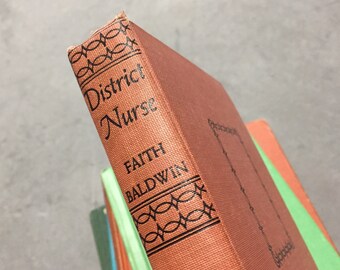 District
Nurse
FAITH
BALDWIN